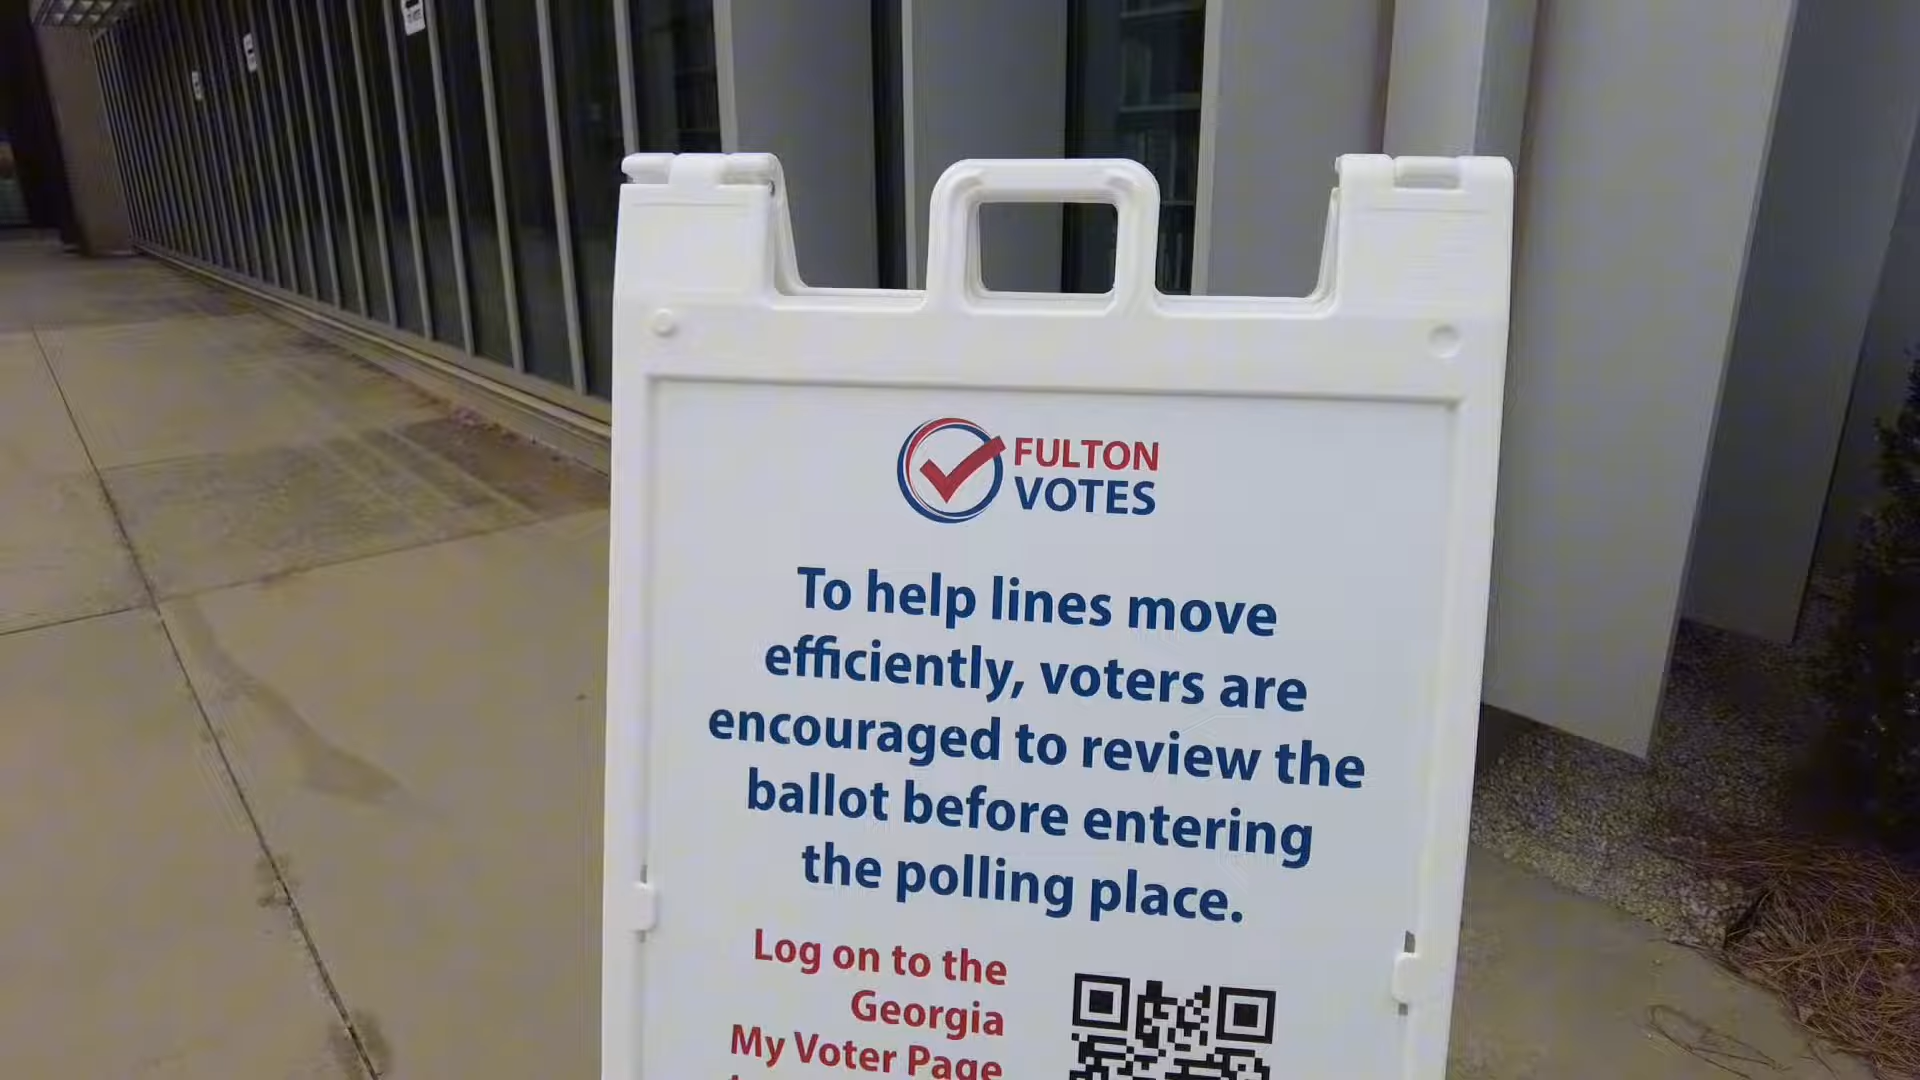 FULTON
VOTES
To help lines move
efficiently, voters are
encouraged to review the
ballot before entering
the polling place.
Log on to the
Georgia
My Voter Page